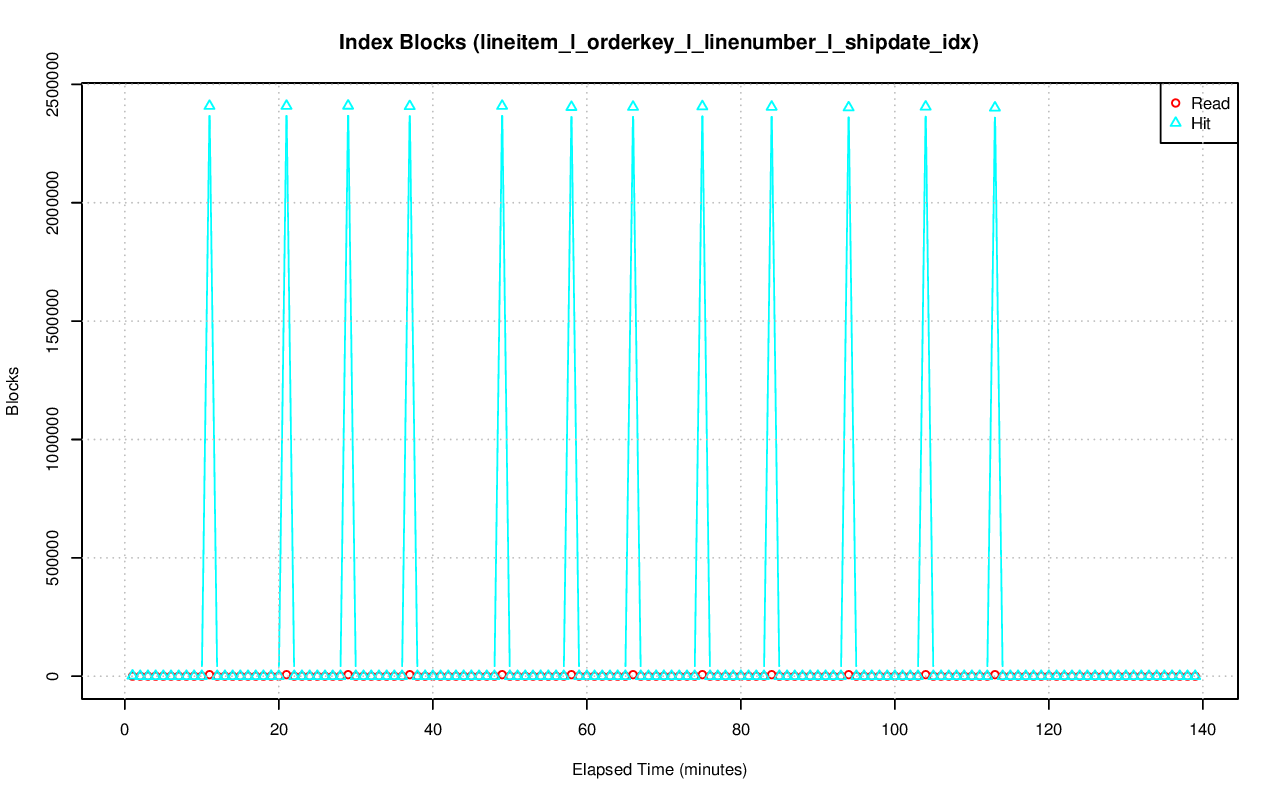 Index Blocks (lineitem_l_orderkey_l_linenumber_l_shipdate_idx)
Read
Hit
Blocks
2500000
2000000
1500000
1000000
500000
0
0 20 40 60 80 100 120 140
Elapsed Time (minutes)